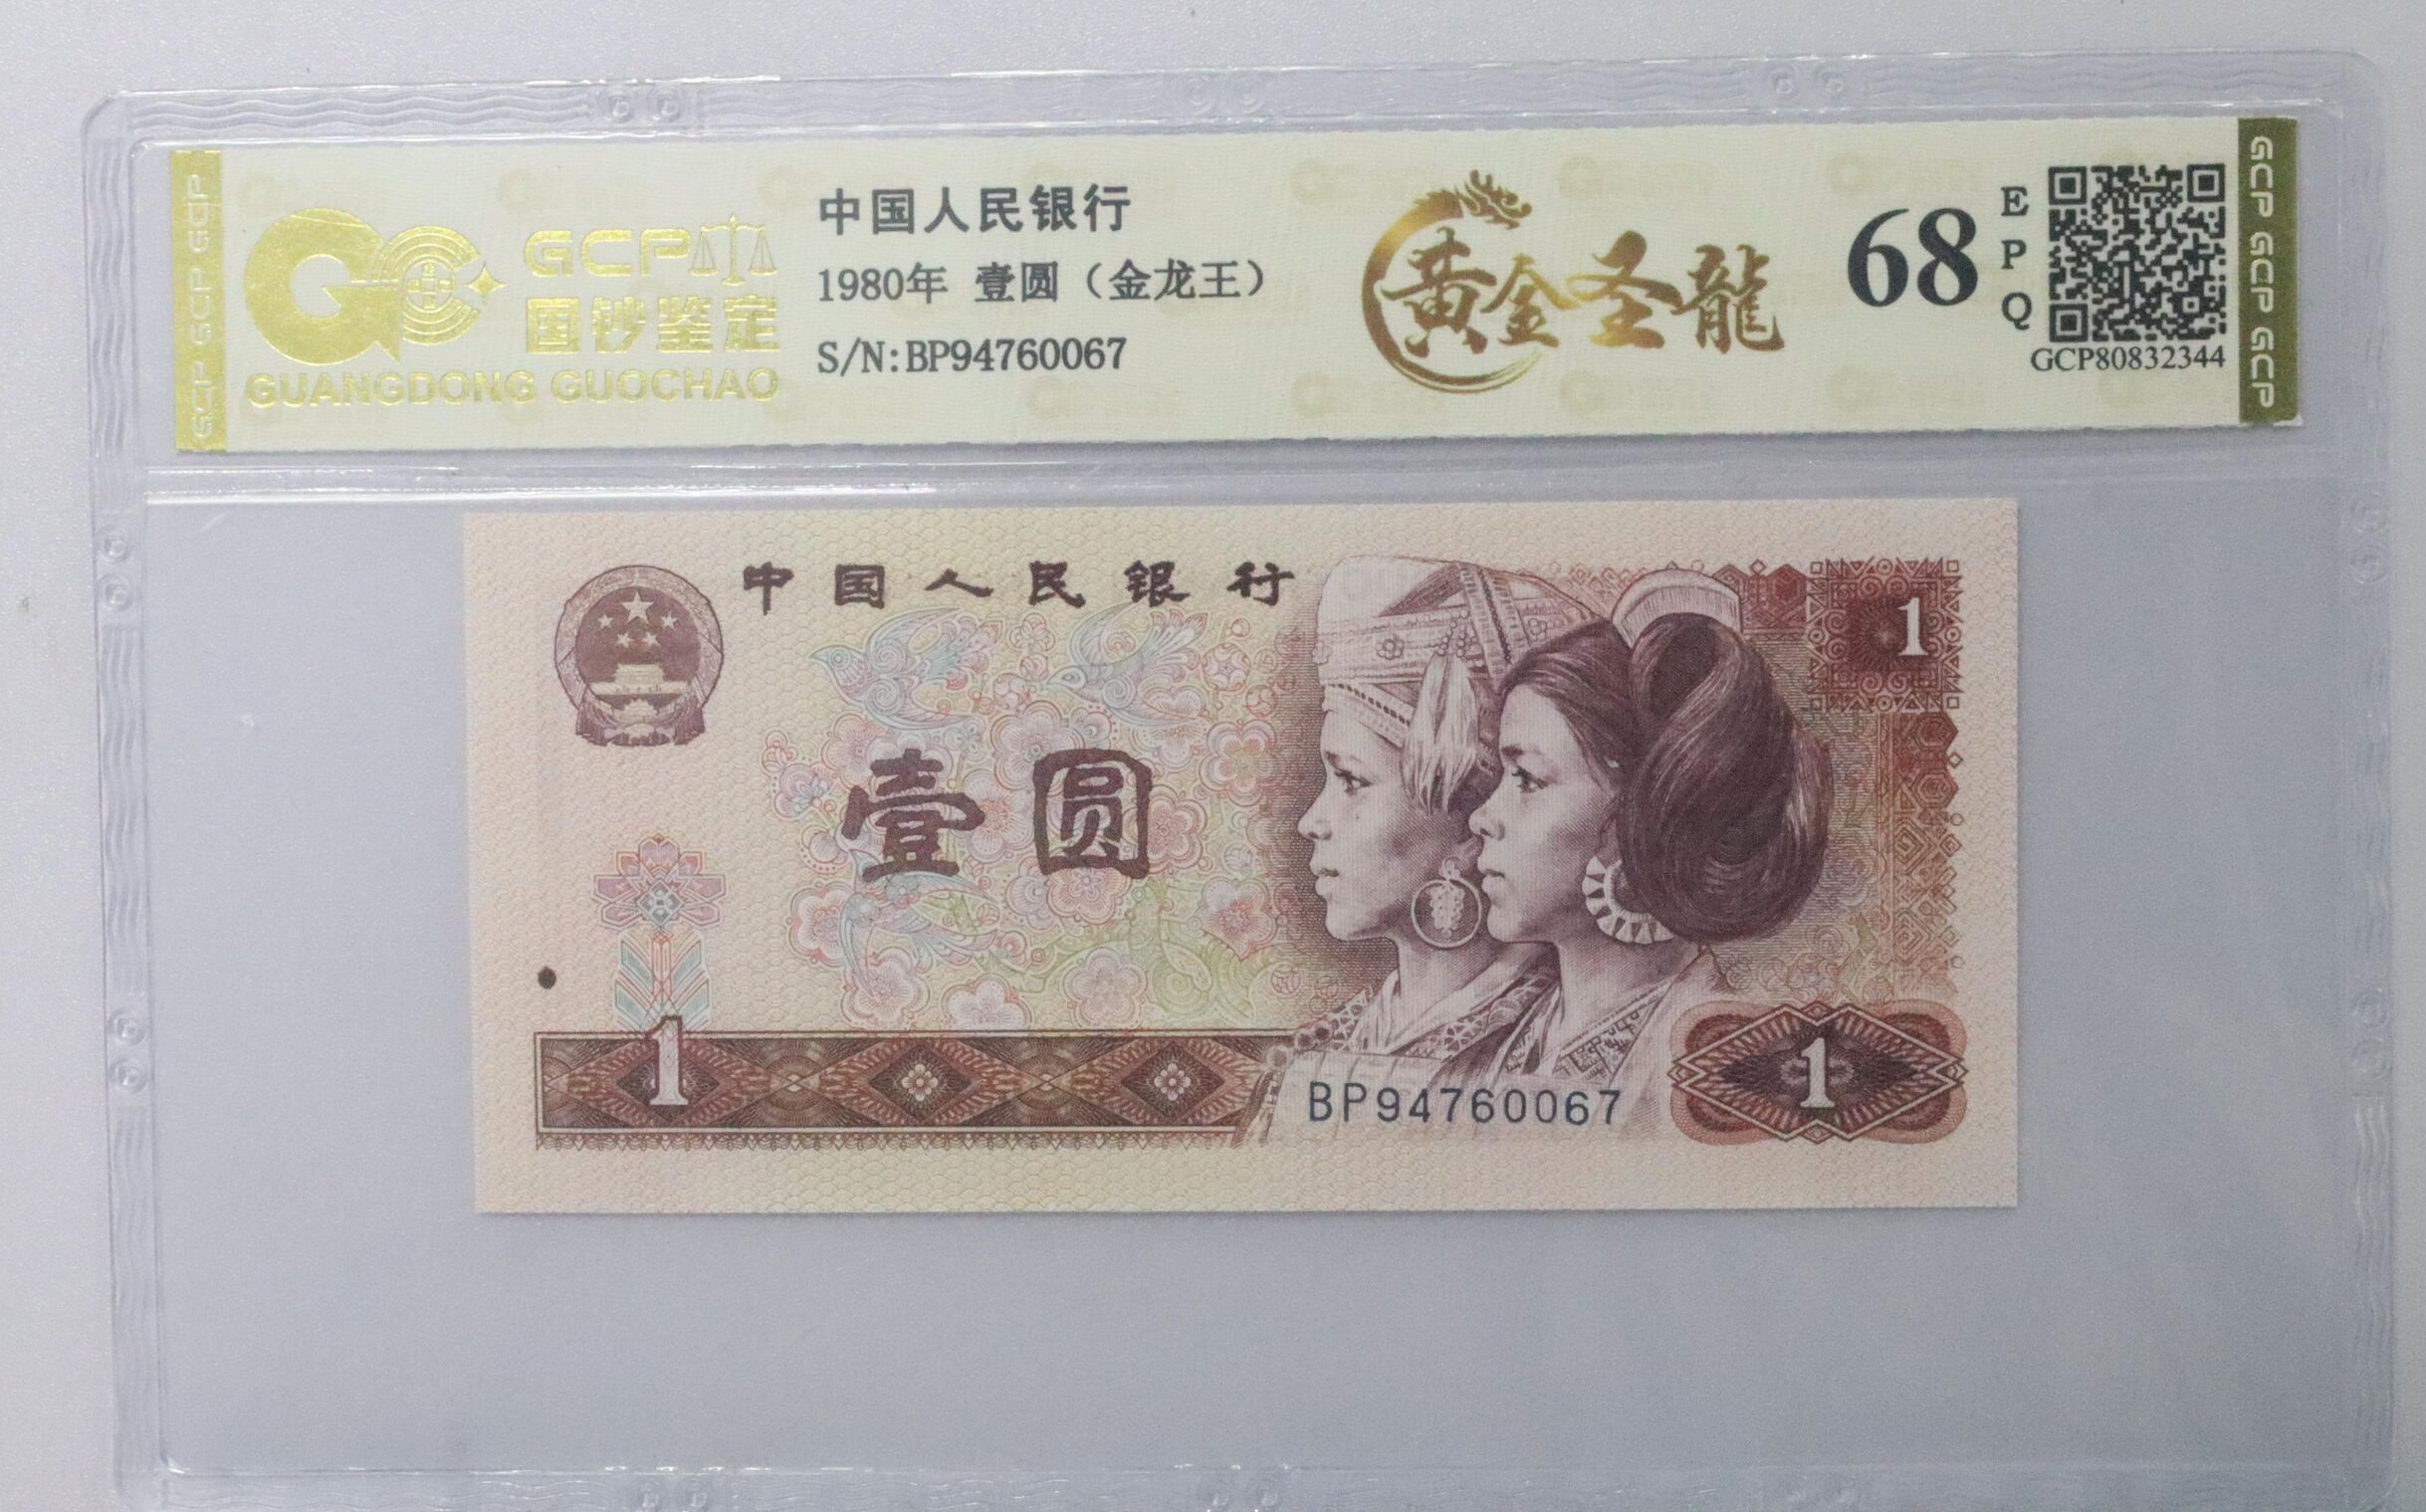 GCP GCP GCP
GCP
国钞鉴定
GUANGDONG GUOCHAO
中国人民银行
1980年 壹圆（金龙王）
S/N:BP94760067
黄金圣龍
68
E
P
Q
GCP80832344
GCP GCP GCP
中国人民银行
1
壹圆
1
BP94760067
1